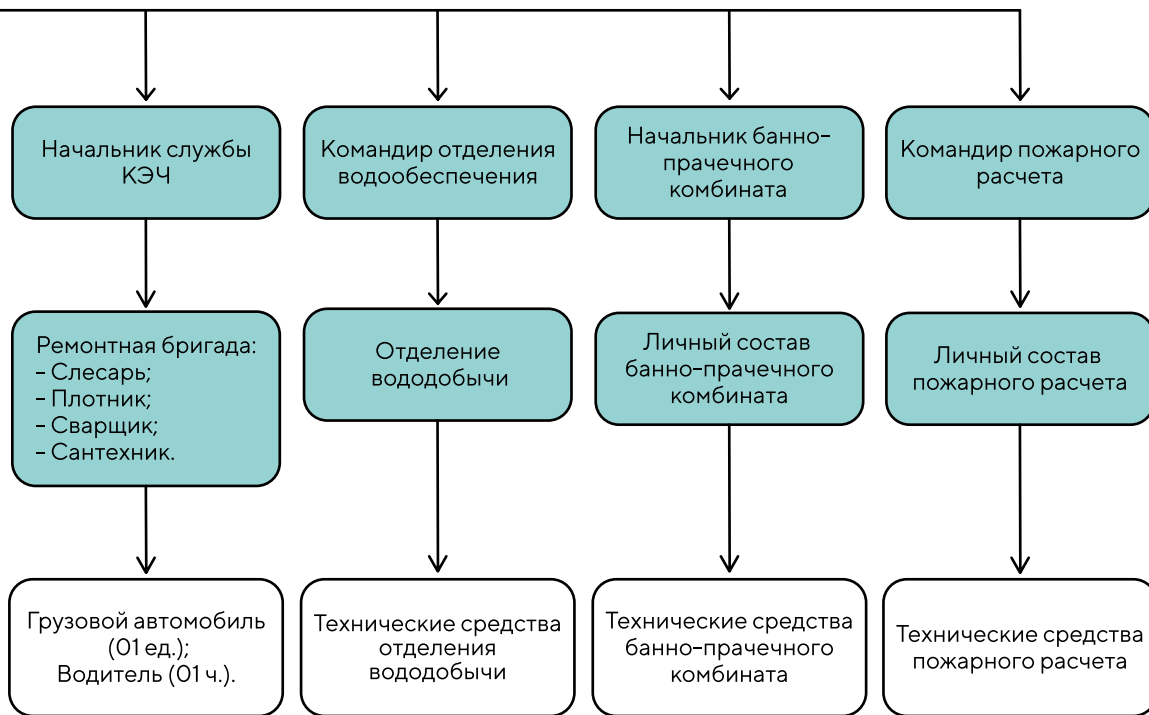 Начальник службы
КЭЧ
Командир отделения
водообеспечения
Начальник банно-
прачечного
комбината
Командир пожарного
расчета
Ремонтная бригада:
- Слесарь;
- Плотник;
- Сварщик;
- Сантехник.
Отделение
вододобычи
Личный состав
банно-прачечного
комбината
Личный состав
пожарного расчета
Грузовой автомобиль
(01 ед.);
Водитель (01 ч.).
Технические средства
отделения
вододобычи
Технические средства
банно-прачечного
комбината
Технические средства
пожарного расчета